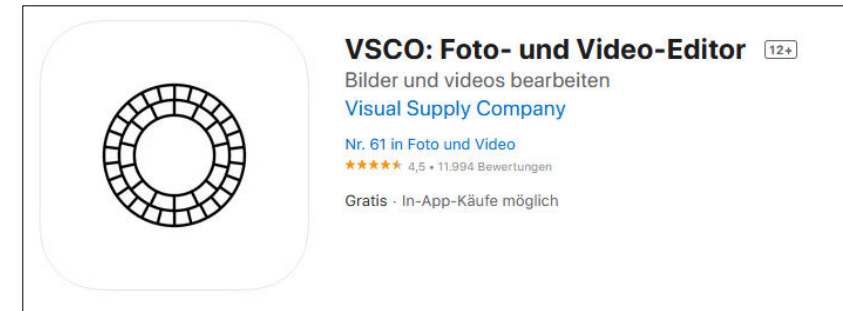 VSCO: Foto- und Video-Editor 12+
Bilder und videos bearbeiten
Visual Supply Company
Nr. 61 in Foto und Video
4,5 • 11.994 Bewertungen
Gratis · In-App-Käufe möglich